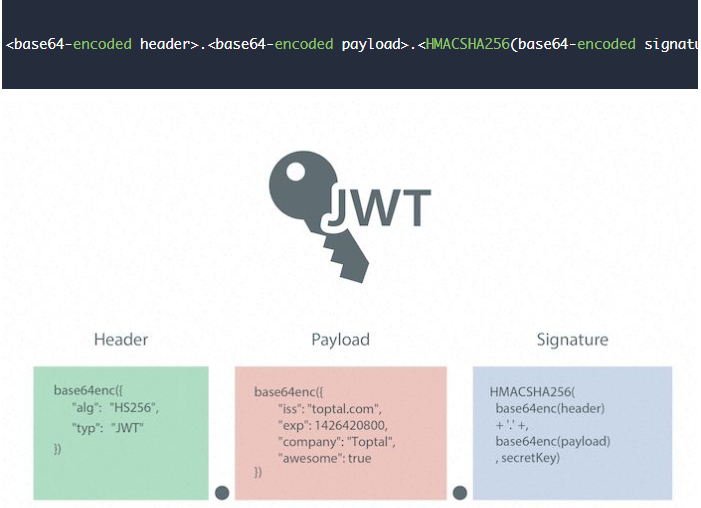 <base64-encoded header>.<base64-encoded payload>.<HMACSHA256(base64-encoded signatu
JWT
Header
Payload
Signature
base64enc({
"alg": "HS256",
"typ": "JWT"
})
base64enc({
"iss": "toptal.com",
"exp": 1426420800,
"company": "Toptal",
"awesome": true
})
HMACSHA256(
base64enc(header)
+ '.' +,
base64enc(payload)
, secretKey)